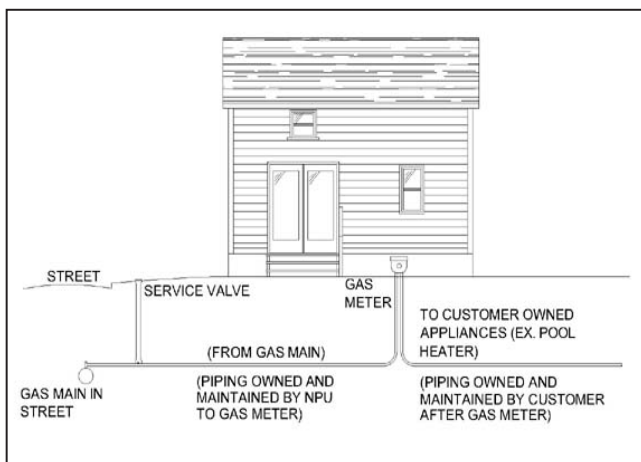 STREET
SERVICE VALVE
GAS
METER
TO CUSTOMER OWNED
APPLIANCES (EX. POOL
HEATER)
(FROM GAS MAIN)
GAS MAIN IN
STREET
(PIPING OWNED AND
MAINTAINED BY NPU
TO GAS METER)
(PIPING OWNED AND
MAINTAINED BY CUSTOMER
AFTER GAS METER)